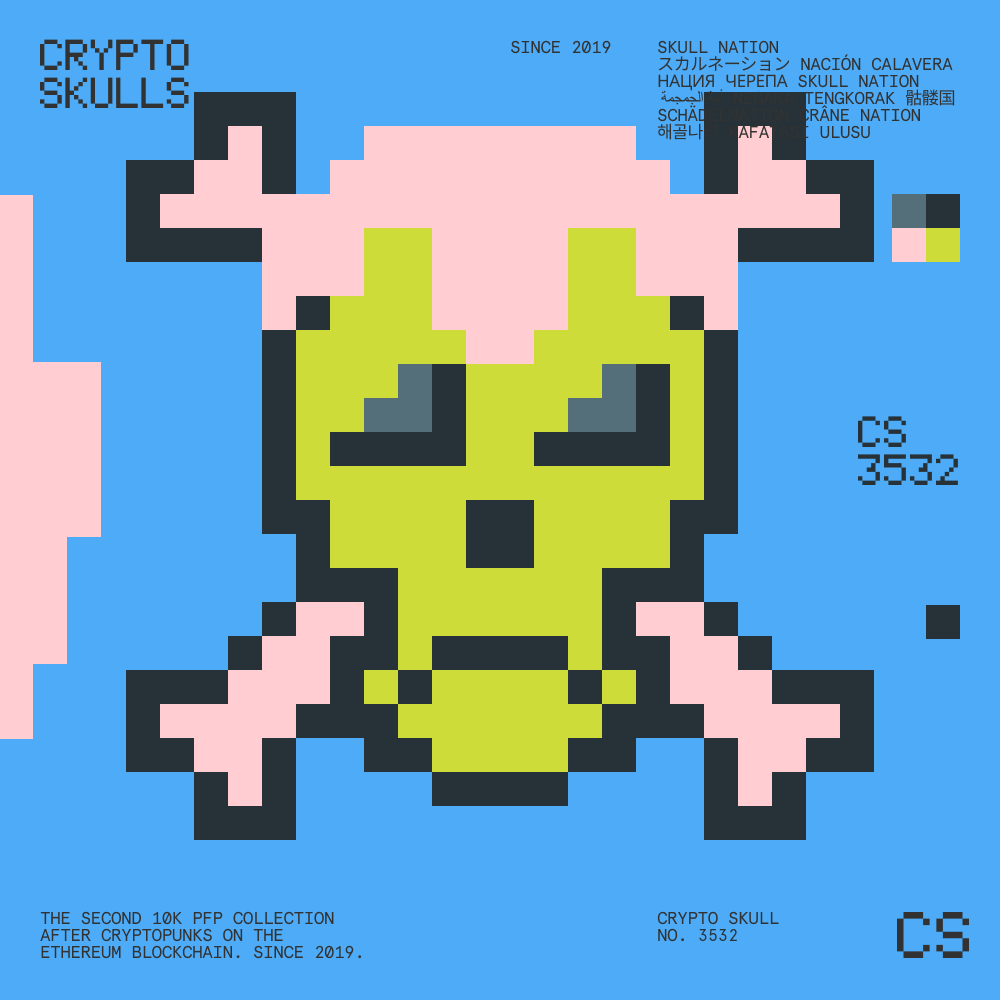 CRYPTO
SKULLS
SINCE 2019
SKULL NATION
スカルネーション NACIÓN CALAVERA
НАЦИЯ ЧЕРЕПА SKULL NATION
TENGKORAK 骷髅国
CRÂNE NATION
ULUSU
CS
3532
THE SECOND 10K PFP COLLECTION
AFTER CRYPTOPUNKS ON THE
ETHEREUM BLOCKCHAIN. SINCE 2019.
CRYPTO SKULL
NO. 3532
CS